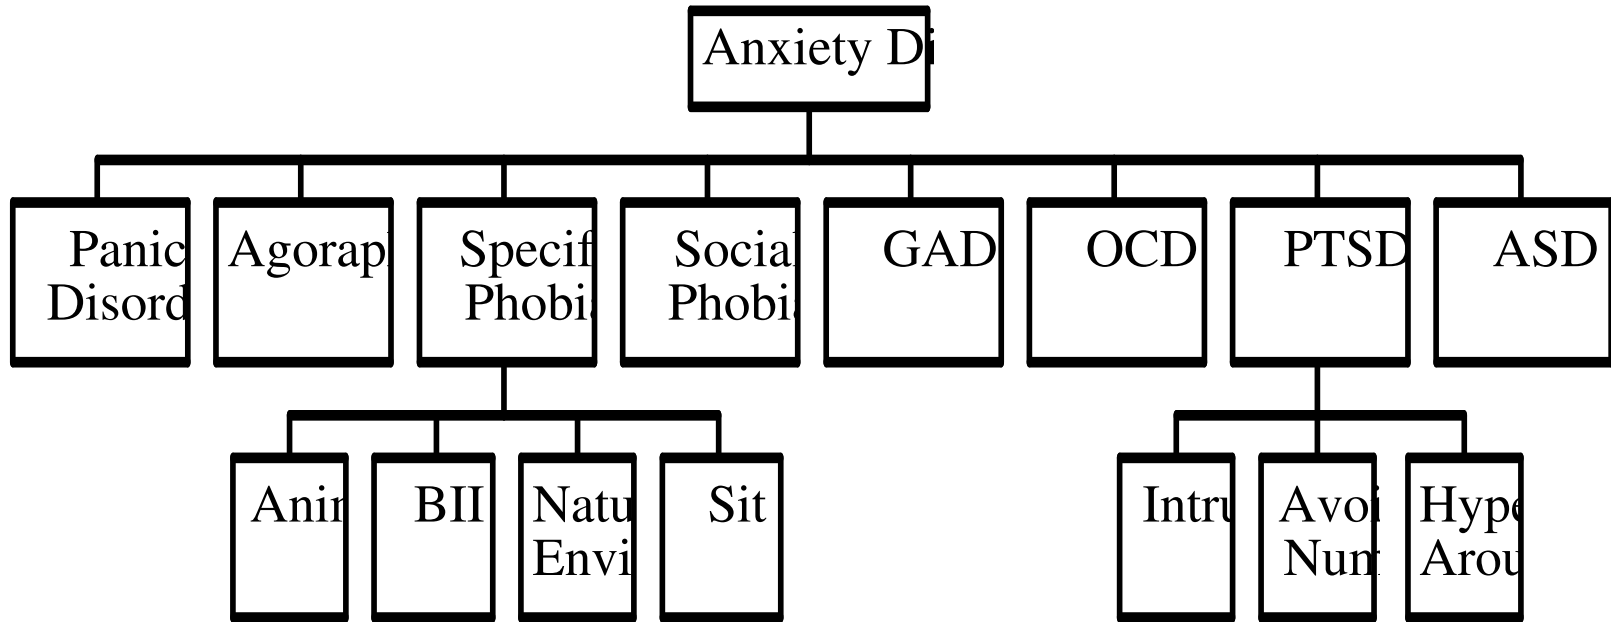 Anxiety Di
Panic
Disord
Agorap
Specif
Phobi
Social
Phobi
GAD
OCD
PTSD
ASD
Ani
BII
Natu
Envi
Sit
Intru
Avoi
Num
Hype
Arou